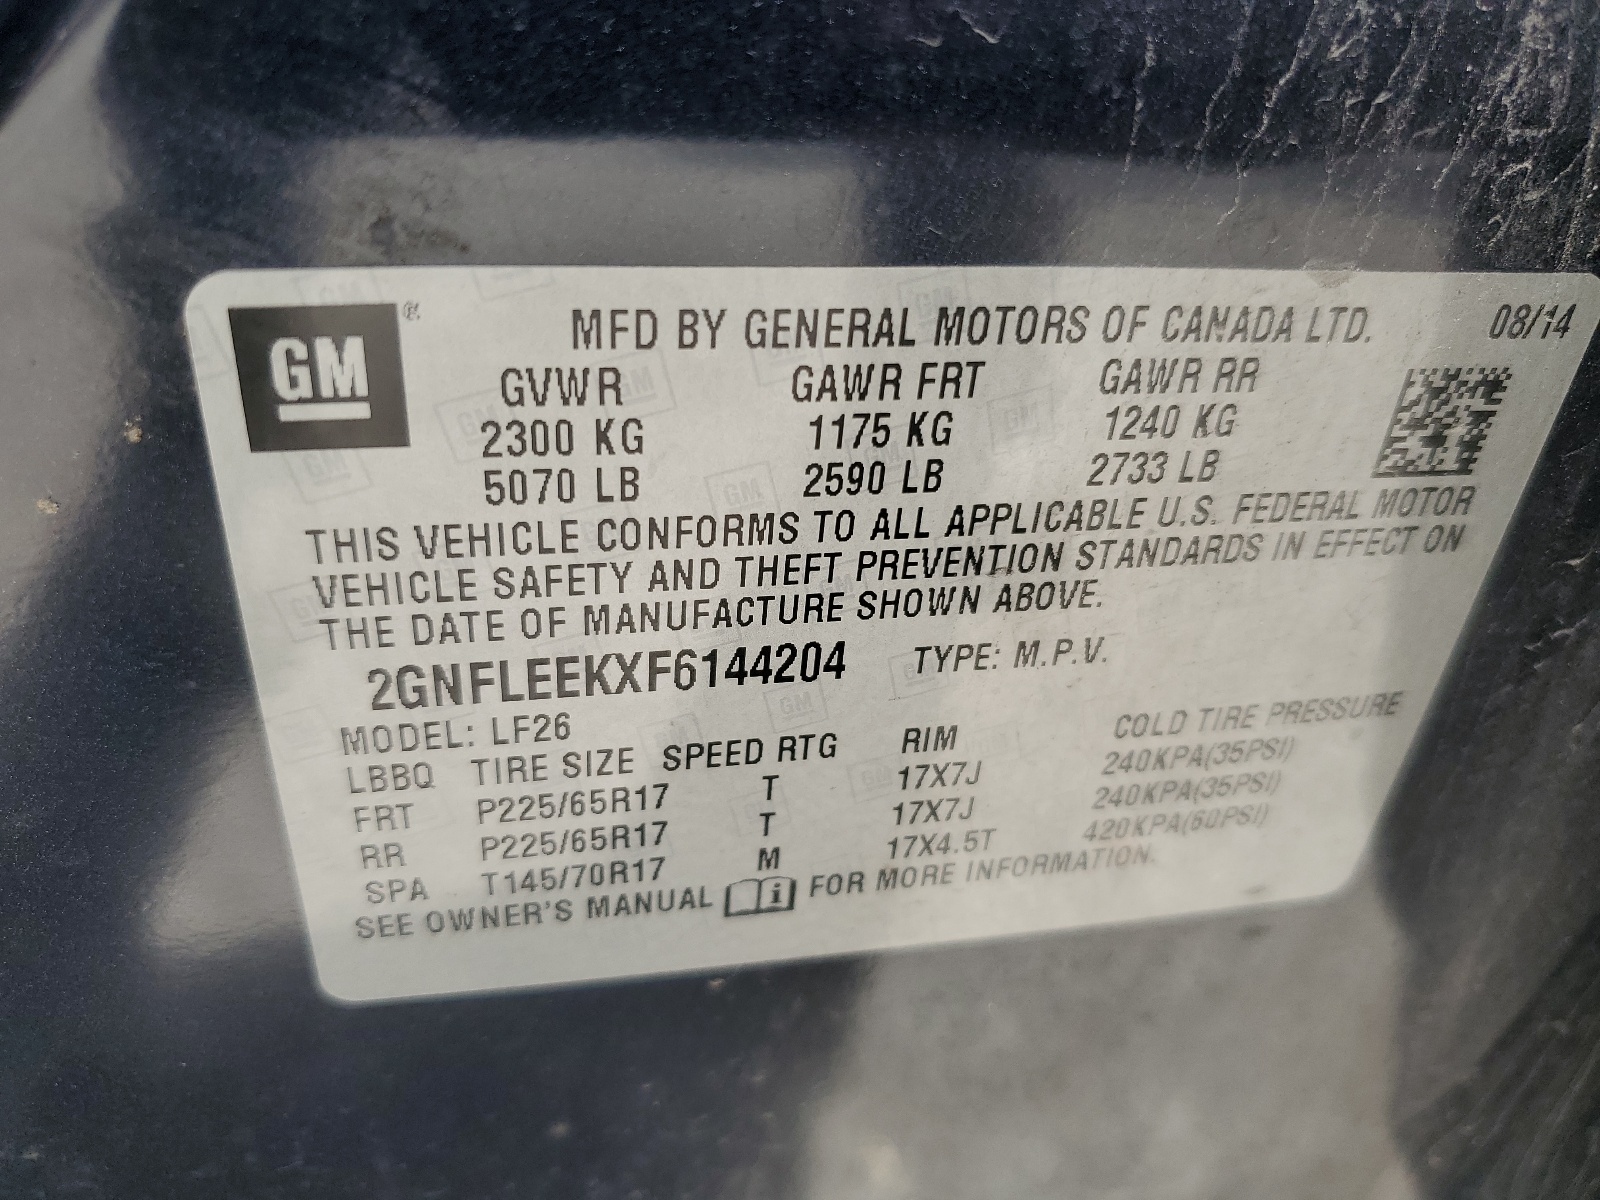 GM ®
MFD BY GENERAL MOTORS OF CANADA LTD. 08/14
GVWR GAWR FRT GAWR RR
2300 KG 1175 KG 1240 KG
5070 LB 2590 LB 2733 LB
THIS VEHICLE CONFORMS TO ALL APPLICABLE U.S. FEDERAL MOTOR
VEHICLE SAFETY AND THEFT PREVENTION STANDARDS IN EFFECT ON
THE DATE OF MANUFACTURE SHOWN ABOVE.
2GNFLEEKXF6144204 TYPE: M.P.V.
MODEL: LF26
LBBQ TIRE SIZE SPEED RTG RIM COLD TIRE PRESSURE
FRT P225/65R17 T 17X7J 240KPA(35PSI)
RR P225/65R17 T 17X7J 240KPA(35PSI)
SPA T145/70R17 M 17X4.5T 420KPA(60PSI)
SEE OWNER'S MANUAL FOR MORE INFORMATION.